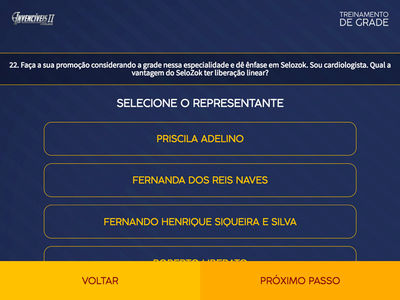 INVENCÍVEIS II
TREINAMENTO
DE GRADE
22. Faça a sua promoção considerando a grade nessa especialidade e dê ênfase em Selozok. Sou cardiologista. Qual a
vantagem do SeloZok ter liberação linear?
SELECIONE O REPRESENTANTE
PRISCILA ADELINO
FERNANDA DOS REIS NAVES
FERNANDO HENRIQUE SIQUEIRA E SILVA
ROBERTO LIBERATO
VOLTAR
PRÓXIMO PASSO